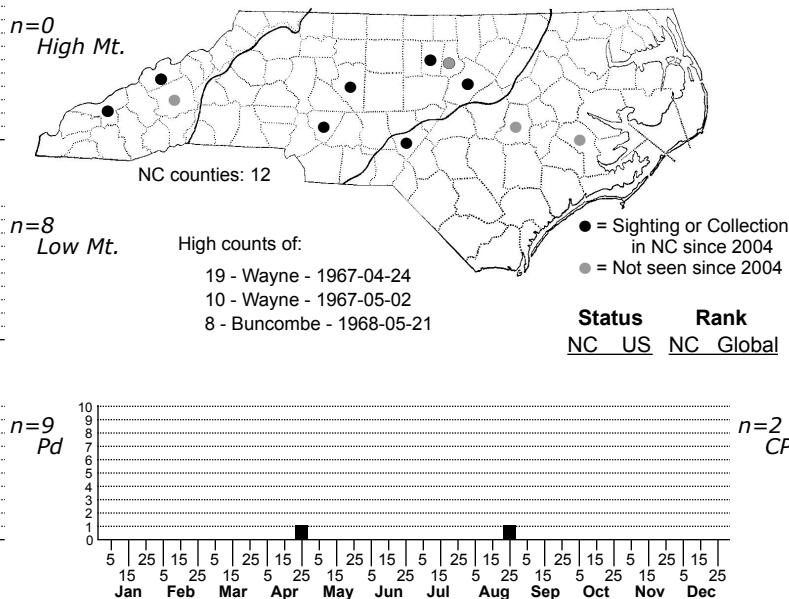 n=0
High Mt.
NC counties: 12
n=8
Low Mt.
High counts of:
19 - Wayne - 1967-04-24
10 - Wayne - 1967-05-02
8 - Buncombe - 1968-05-21
= Sighting or Collection
in NC since 2004
= Not seen since 2004
Status Rank
NC US NC Global
n=9
Pd
n=2
CP
10
9
8
7
6
5
4
3
2
1
0
5 25 15 5 25 15 5 25 15 5 25 15 5 25 15 5 25 15
15 5 25 15 5 25 15 5 25 15 5 25 15 5 25 15 5 25
Jan Feb Mar Apr May Jun Jul Aug Sep Oct Nov Dec